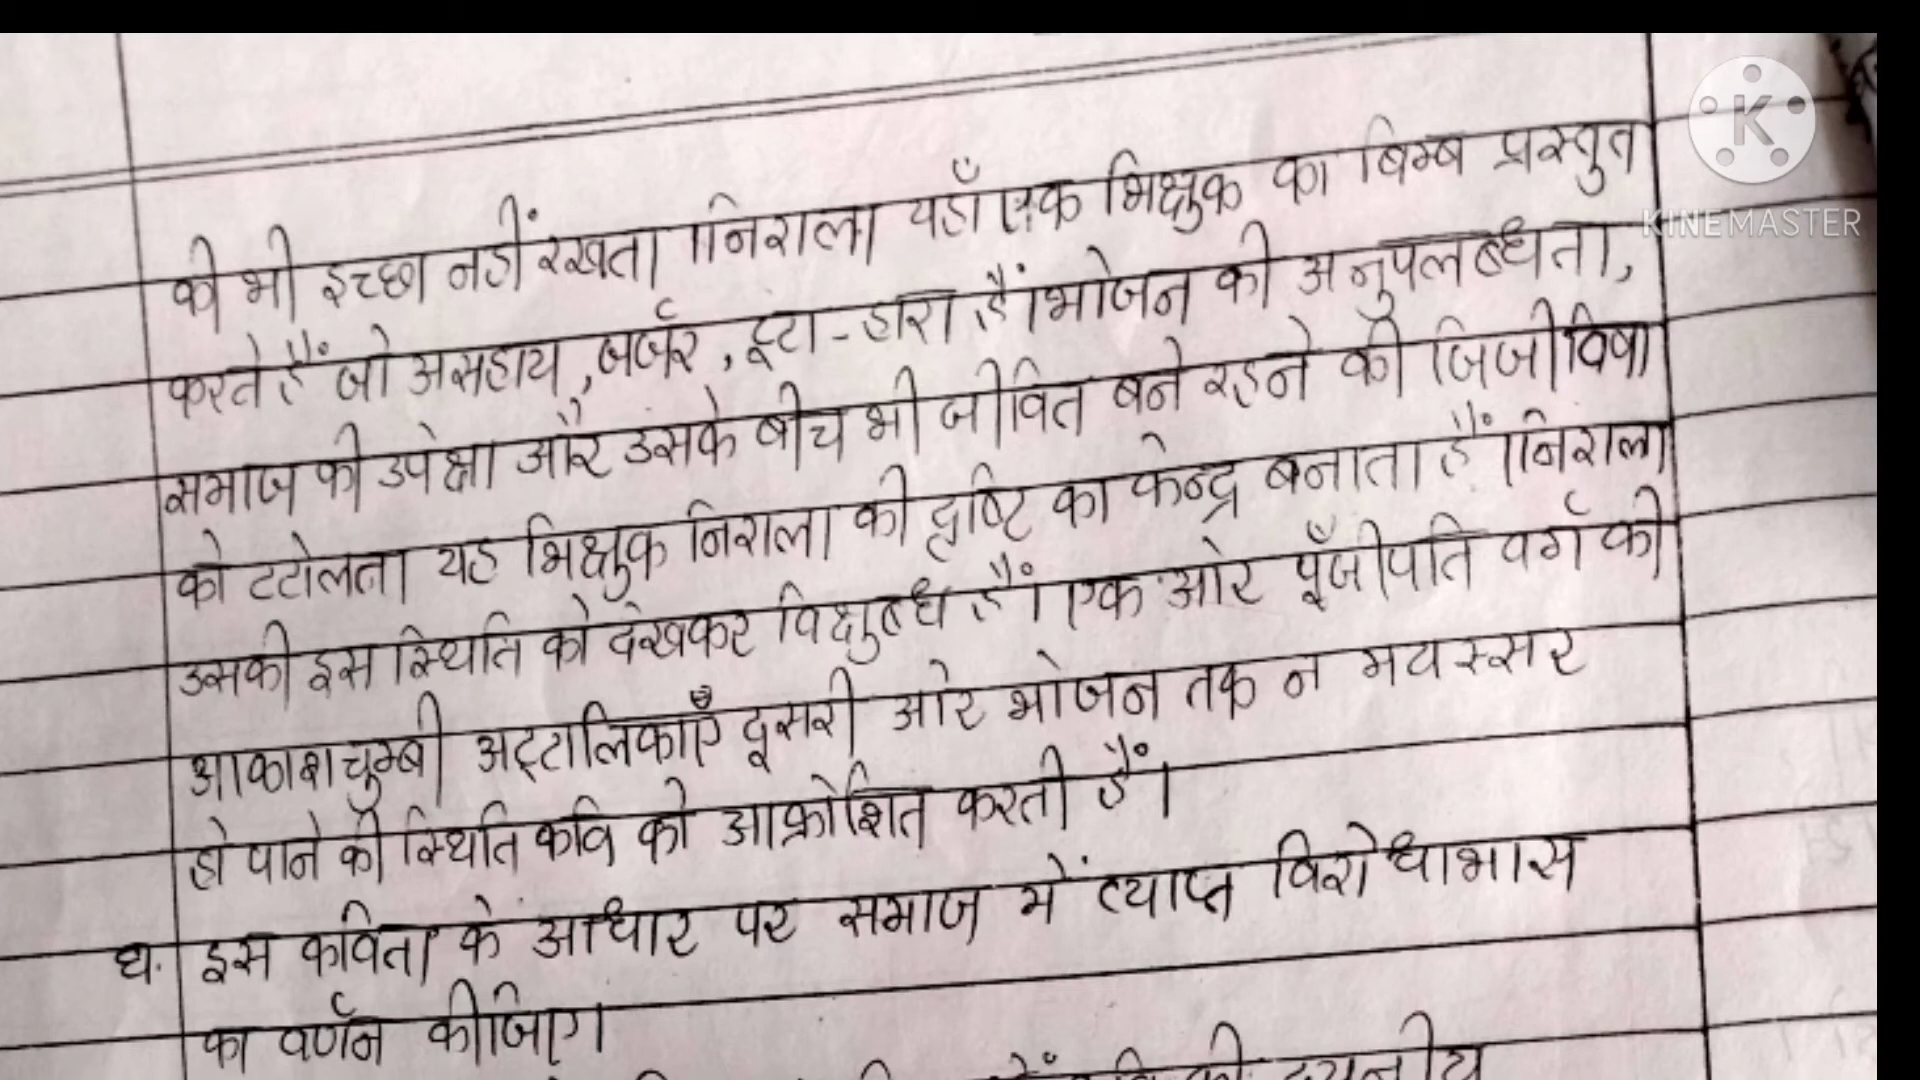 K
KINEMASTER
की भी इच्छा नहीं रखता । निराला यहाँ एक भिक्षुक का बिम्ब प्रस्तुत
करते हैं जो असहाय, जर्जर, टूटा-हारा हैं। भोजन की अनुपलब्धता,
समाज की उपेक्षा और उसके बीच भी जीवित बने रहने की जिजीविषा
को टटोलता यह भिक्षुक निराला की दृष्टि का केन्द्र बनाता हैं । निराला
उसकी इस स्थिति को देखकर विक्षुब्ध हैं। एक ओर पूँजीपति वर्ग की
आकाशचुम्बी अट्टालिकाएँ दूसरी ओर भोजन तक न मयस्सर
हो पाने की स्थिति कवि को आक्रोशित करती हैं।
घ. इस कविता के आधार पर समाज में व्याप्त विरोधाभास
का वर्णन कीजिए।